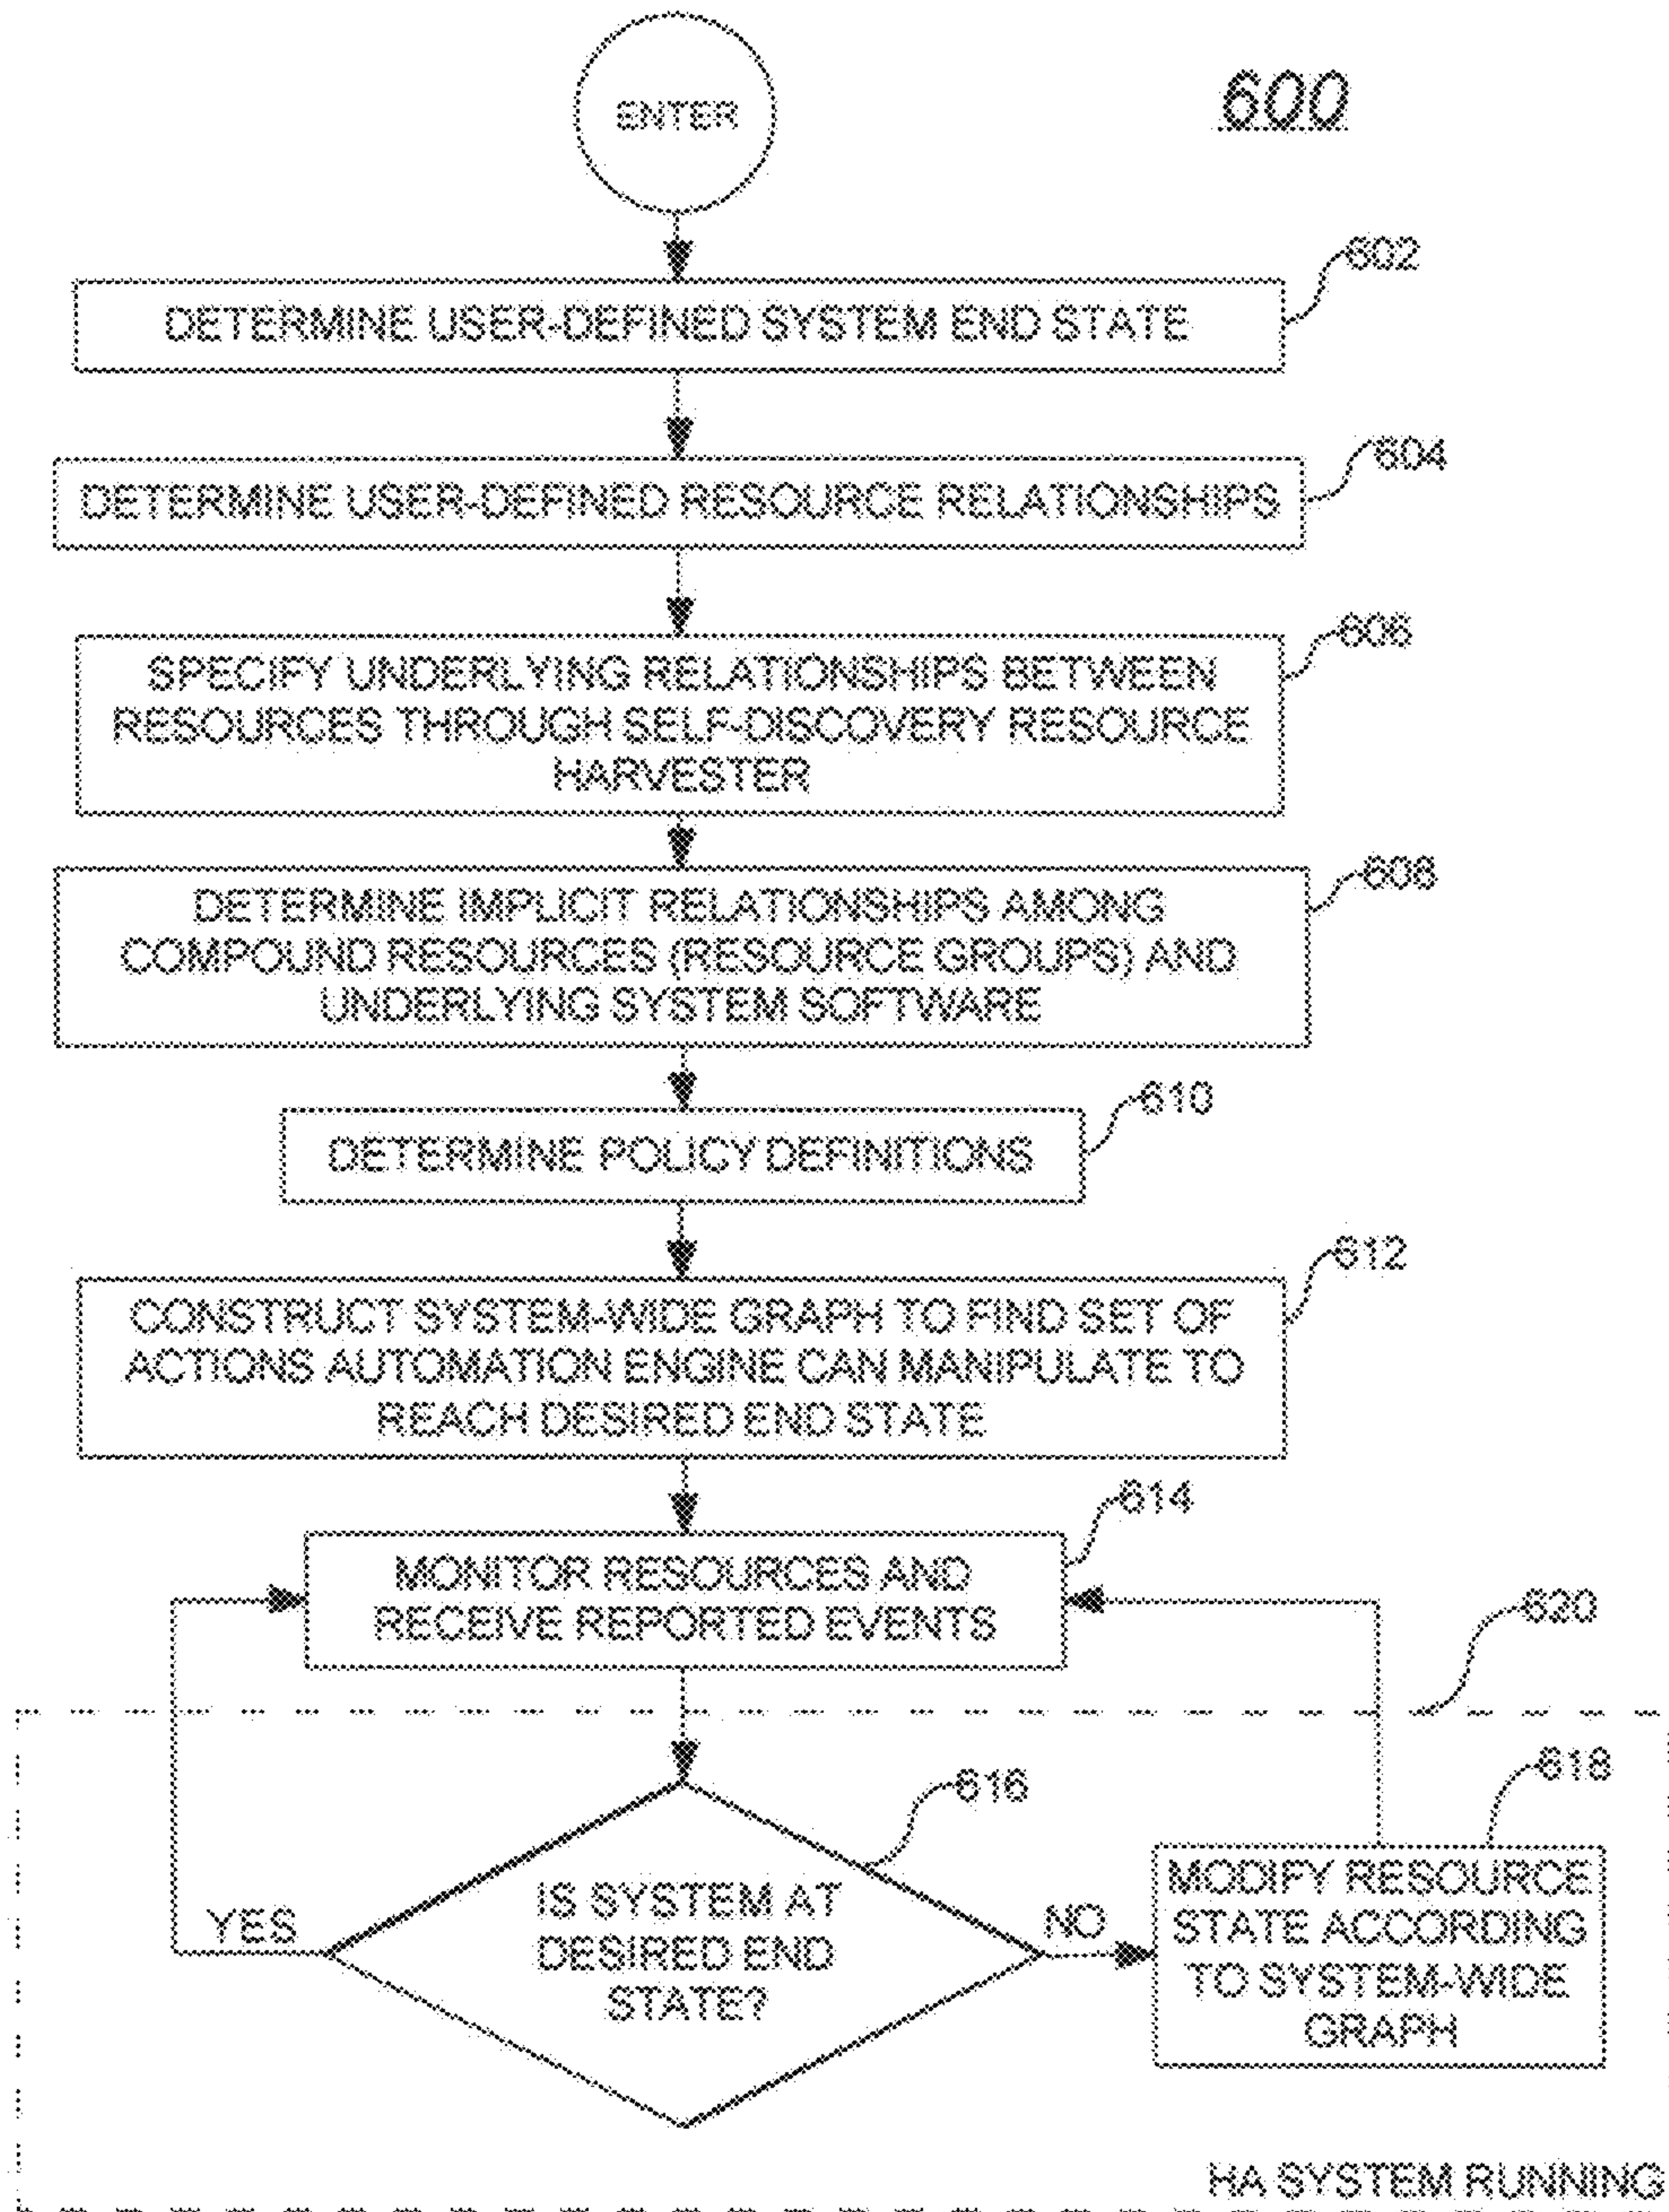 600
ENTER
602
DETERMINE USER-DEFINED SYSTEM END STATE
604
DETERMINE USER-DEFINED RESOURCE RELATIONSHIPS
606
SPECIFY UNDERLYING RELATIONSHIPS BETWEEN
RESOURCES THROUGH SELF-DISCOVERY RESOURCE
HARVESTER
608
DETERMINE IMPLICIT RELATIONSHIPS AMONG
COMPOUND RESOURCES (RESOURCE GROUPS) AND
UNDERLYING SYSTEM SOFTWARE
610
DETERMINE POLICY DEFINITIONS
612
CONSTRUCT SYSTEM-WIDE GRAPH TO FIND SET OF
ACTIONS AUTOMATION ENGINE CAN MANIPULATE TO
REACH DESIRED END STATE
614
MONITOR RESOURCES AND
RECEIVE REPORTED EVENTS
620
616
618
IS SYSTEM AT
DESIRED END
STATE?
YES
NO
MODIFY RESOURCE
STATE ACCORDING
TO SYSTEM-WIDE
GRAPH
HA SYSTEM RUNNING